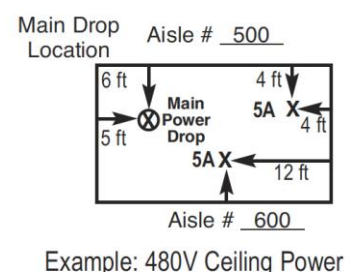 Main Drop
Location
Aisle # 500
6 ft
4 ft
Main
Power
Drop
X
5A X
4 ft
5 ft
5A X
12 ft
Aisle # 600
Example: 480V Ceiling Power